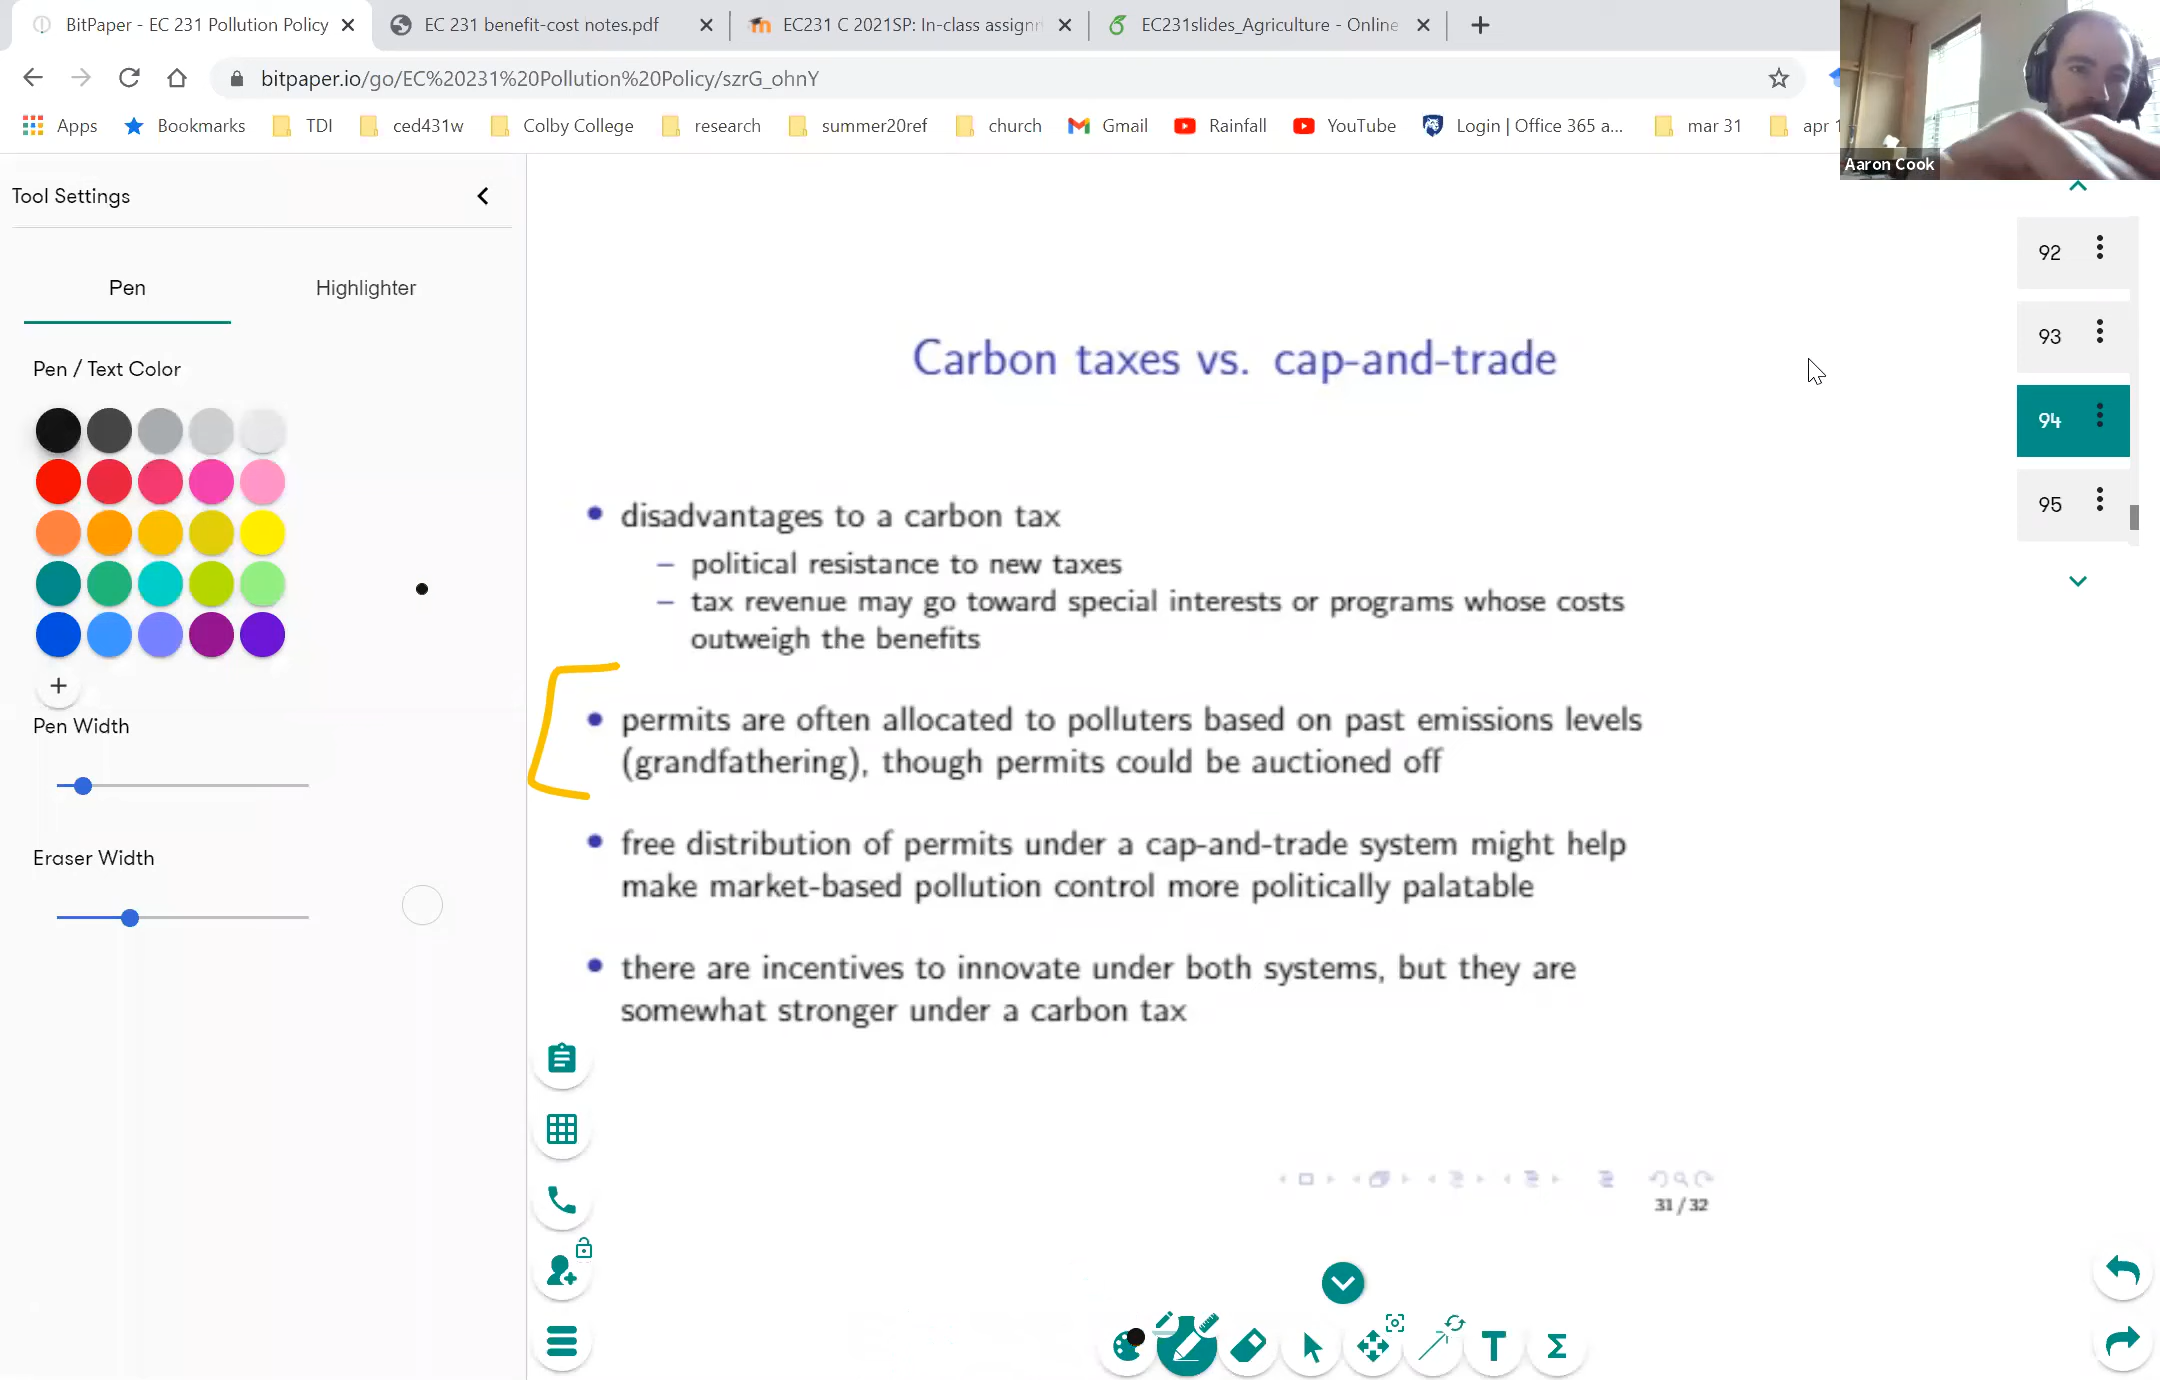 BitPaper - EC 231 Pollution Policy
EC 231 benefit-cost notes.pdf
EC231 C 2021SP: In-class assignr
EC231slides_Agriculture - Online
bitpaper.io/go/EC%20231%20Pollution%20Policy/szrG_ohnY
Apps
Bookmarks
TDI
ced431w
Colby College
research
summer20ref
church
Gmail
Rainfall
YouTube
Login | Office 365 a...
mar 31
apr 1
Aaron Cook
Tool Settings
Pen
Highlighter
Pen / Text Color
Pen Width
Eraser Width
92
93
94
95
Carbon taxes vs. cap-and-trade
• disadvantages to a carbon tax
– political resistance to new taxes
– tax revenue may go toward special interests or programs whose costs
outweigh the benefits
• permits are often allocated to polluters based on past emissions levels
(grandfathering), though permits could be auctioned off
• free distribution of permits under a cap-and-trade system might help
make market-based pollution control more politically palatable
• there are incentives to innovate under both systems, but they are
somewhat stronger under a carbon tax
31 / 32
T
Σ